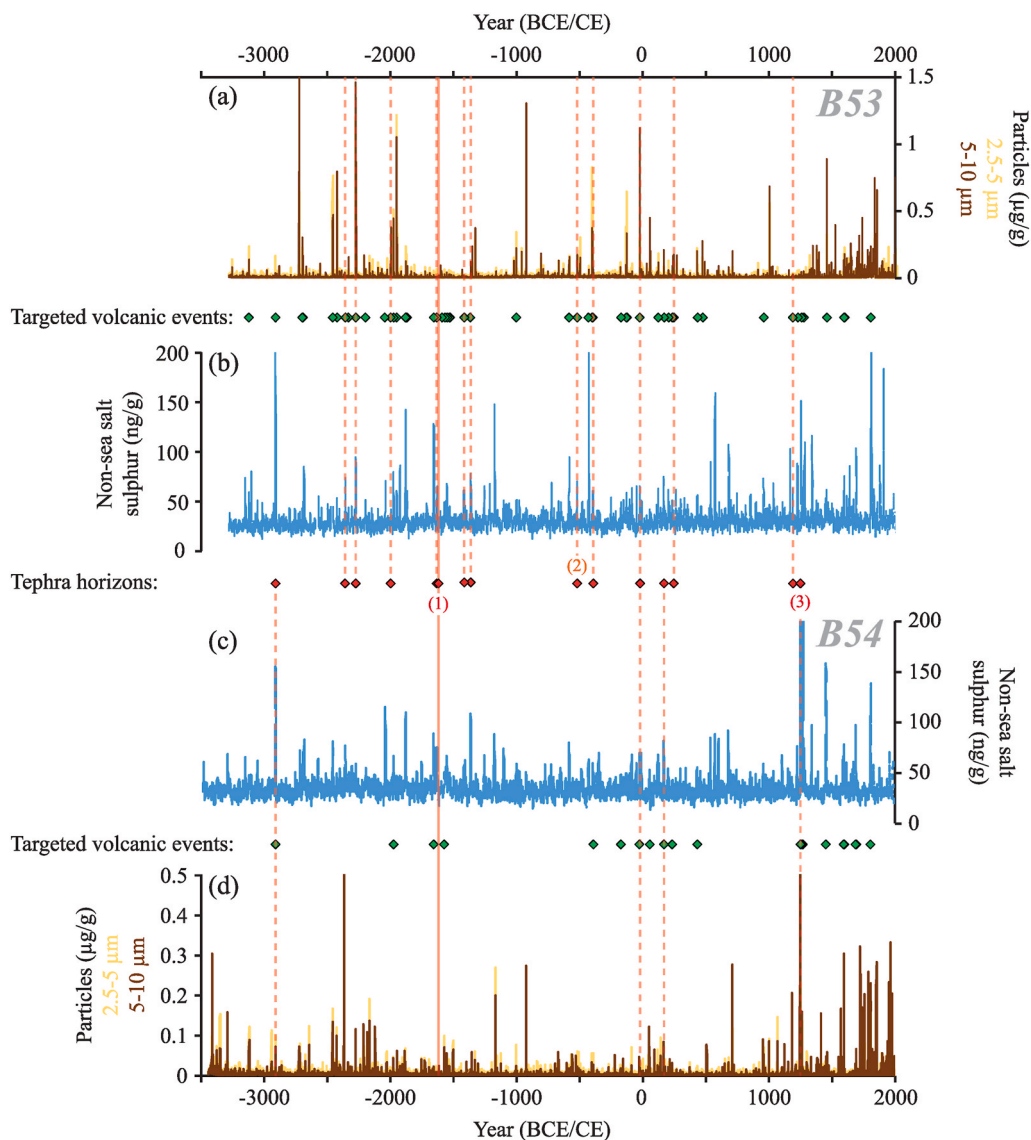 Year (BCE/CE)
-3000 -2000 -1000 0 1000 2000
(a)
B53
1.5
1
0.5
0
Particles (µg/g)
2.5-5 µm
5-10 µm
Targeted volcanic events:
(b)
200
150
100
50
0
Non-sea salt
sulphur (ng/g)
(2)
Tephra horizons:
(1)
(3)
(c)
B54
200
150
100
50
0
Non-sea salt
sulphur (ng/g)
Targeted volcanic events:
(d)
0.5
0.4
0.3
0.2
0.1
0
Particles (µg/g)
2.5-5 µm
5-10 µm
-3000 -2000 -1000 0 1000 2000
Year (BCE/CE)